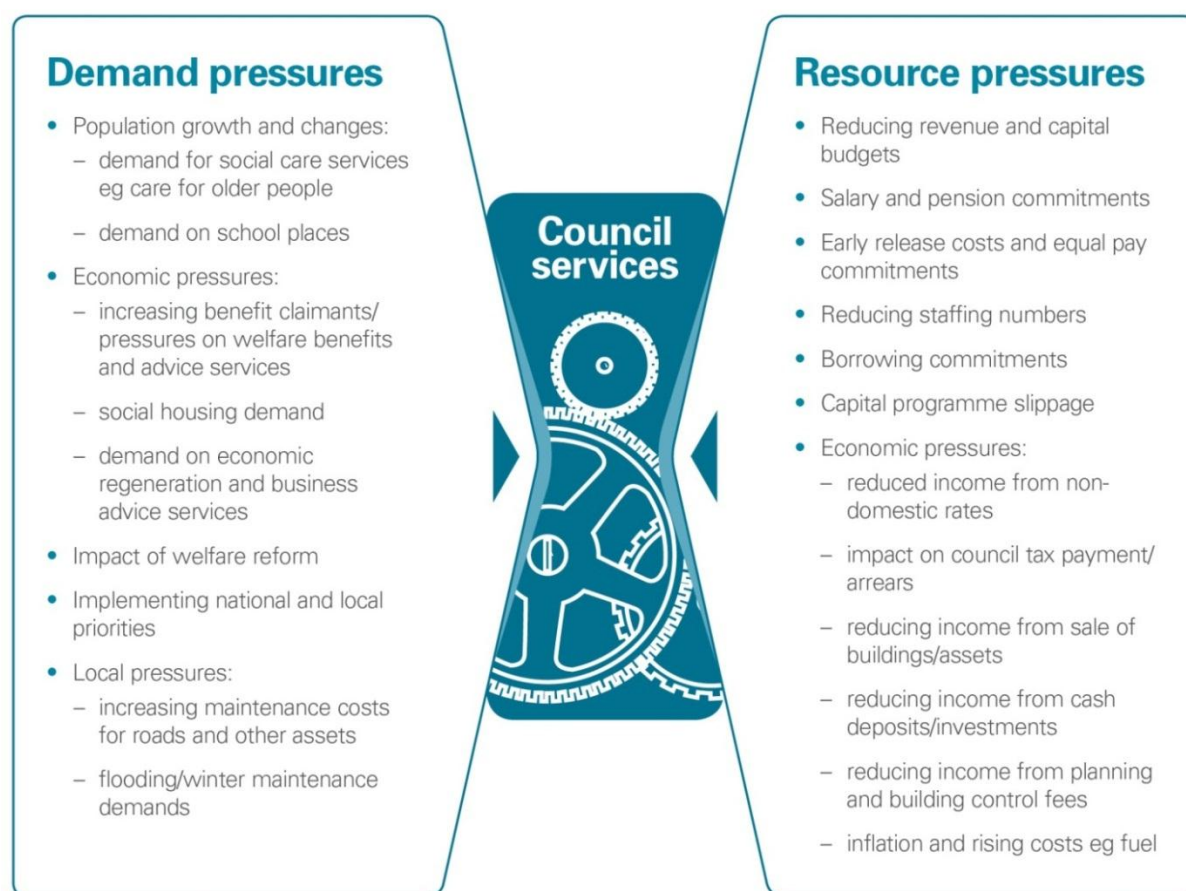 Demand pressures
• Population growth and changes:
– demand for social care services
eg care for older people
– demand on school places
• Economic pressures:
– increasing benefit claimants/
pressures on welfare benefits
and advice services
– social housing demand
– demand on economic
regeneration and business
advice services
• Impact of welfare reform
• Implementing national and local
priorities
• Local pressures:
– increasing maintenance costs
for roads and other assets
– flooding/winter maintenance
demands
Council
services
Resource pressures
• Reducing revenue and capital
budgets
• Salary and pension commitments
• Early release costs and equal pay
commitments
• Reducing staffing numbers
• Borrowing commitments
• Capital programme slippage
• Economic pressures:
– reduced income from non-
domestic rates
– impact on council tax payment/
arrears
– reducing income from sale of
buildings/assets
– reducing income from cash
deposits/investments
– reducing income from planning
and building control fees
– inflation and rising costs eg fuel